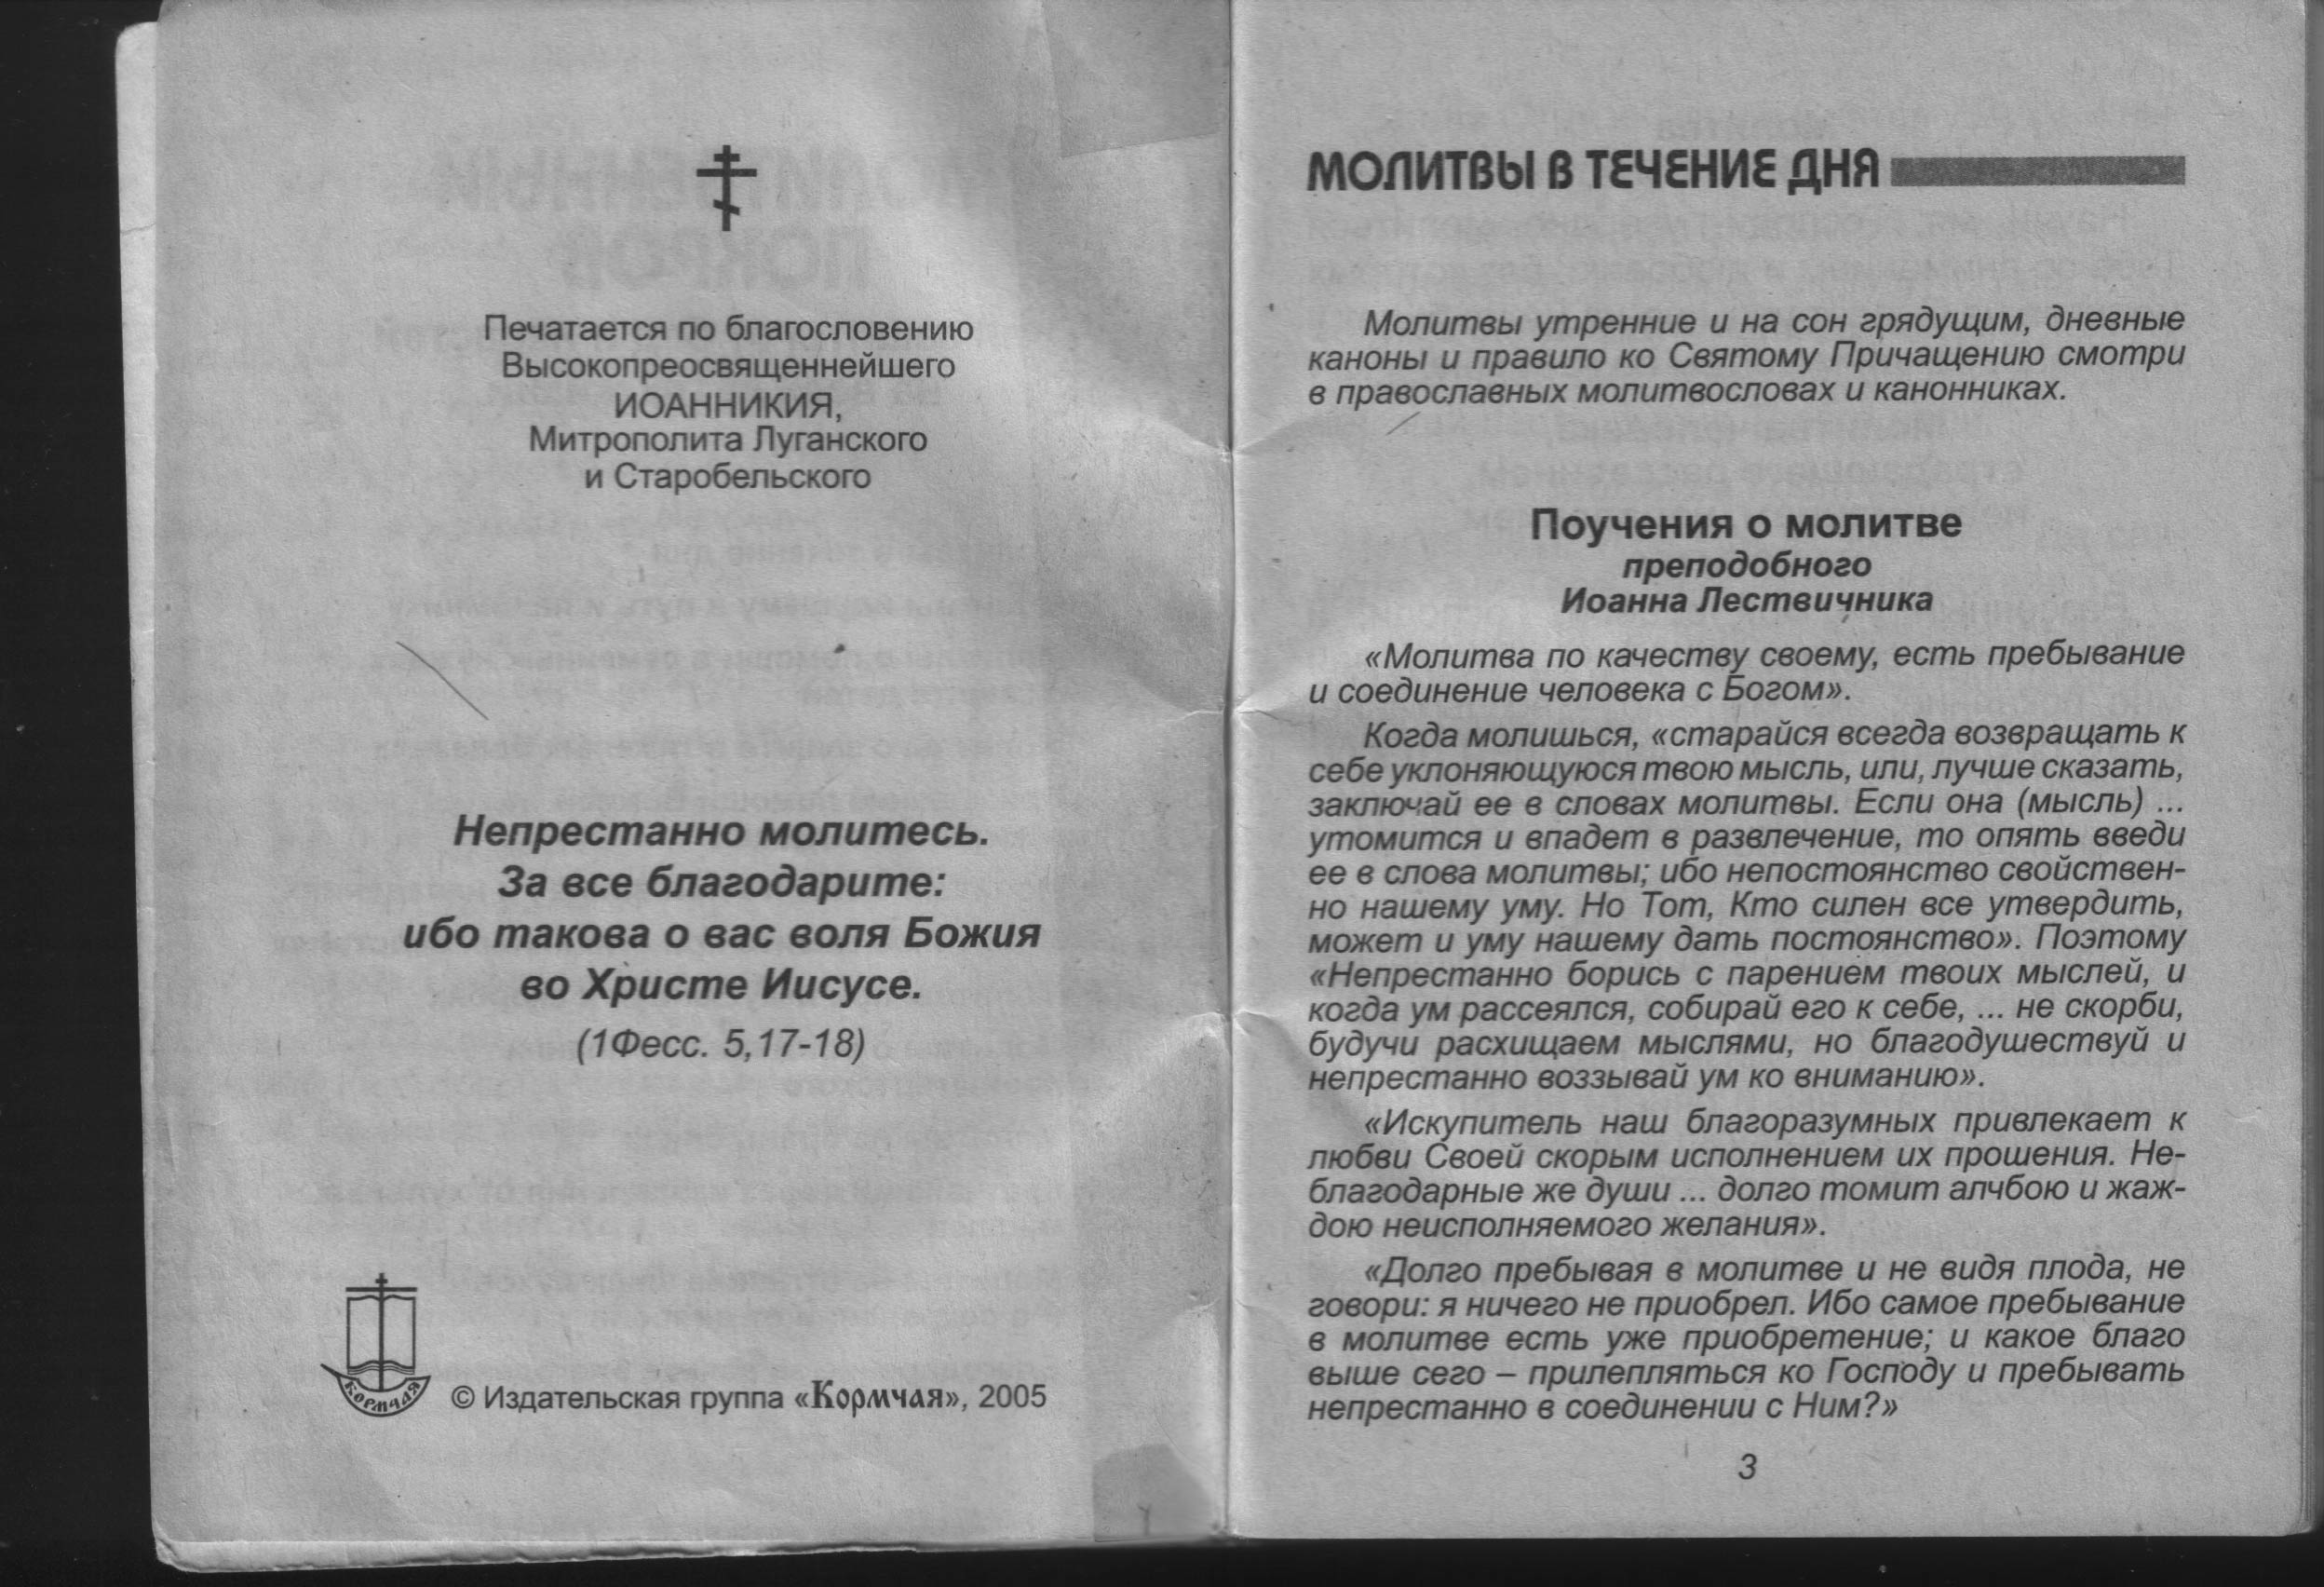 Печатается по благословению
Высокопреосвященнейшего
ИОАННИКИЯ,
Митрополита Луганского
и Старобельского
Непрестанно молитесь.
За все благодарите:
ибо такова о вас воля Божия
во Христе Иисусе.
(1Фесс. 5,17-18)
КОРМЧАЯ
© Издательская группа «Кормчая», 2005
МОЛИТВЫ В ТЕЧЕНИЕ ДНЯ
Молитвы утренние и на сон грядущим, дневные
каноны и правило ко Святому Причащению смотри
в православных молитвословах и канонниках.
Поучения о молитве
преподобного
Иоанна Лествичника
«Молитва по качеству своему, есть пребывание
и соединение человека с Богом».
Когда молишься, «старайся всегда возвращать к
себе уклоняющуюся твою мысль, или, лучше сказать,
заключай ее в словах молитвы. Если она (мысль) ...
утомится и впадет в развлечение, то опять введи
ее в слова молитвы; ибо непостоянство свойствен-
но нашему уму. Но Тот, Кто силен все утвердить,
может и уму нашему дать постоянство». Поэтому
«Непрестанно борись с парением твоих мыслей, и
когда ум рассеялся, собирай его к себе, ... не скорби,
будучи расхищаем мыслями, но благодушествуй и
непрестанно воззывай ум ко вниманию».
«Искупитель наш благоразумных привлекает к
любви Своей скорым исполнением их прошения. Не-
благодарные же души ... долго томит алчбою и жаж-
дою неисполняемого желания».
«Долго пребывая в молитве и не видя плода, не
говори: я ничего не приобрел. Ибо самое пребывание
в молитве есть уже приобретение; и какое благо
выше сего – прилепляться ко Господу и пребывать
непрестанно в соединении с Ним?»
3